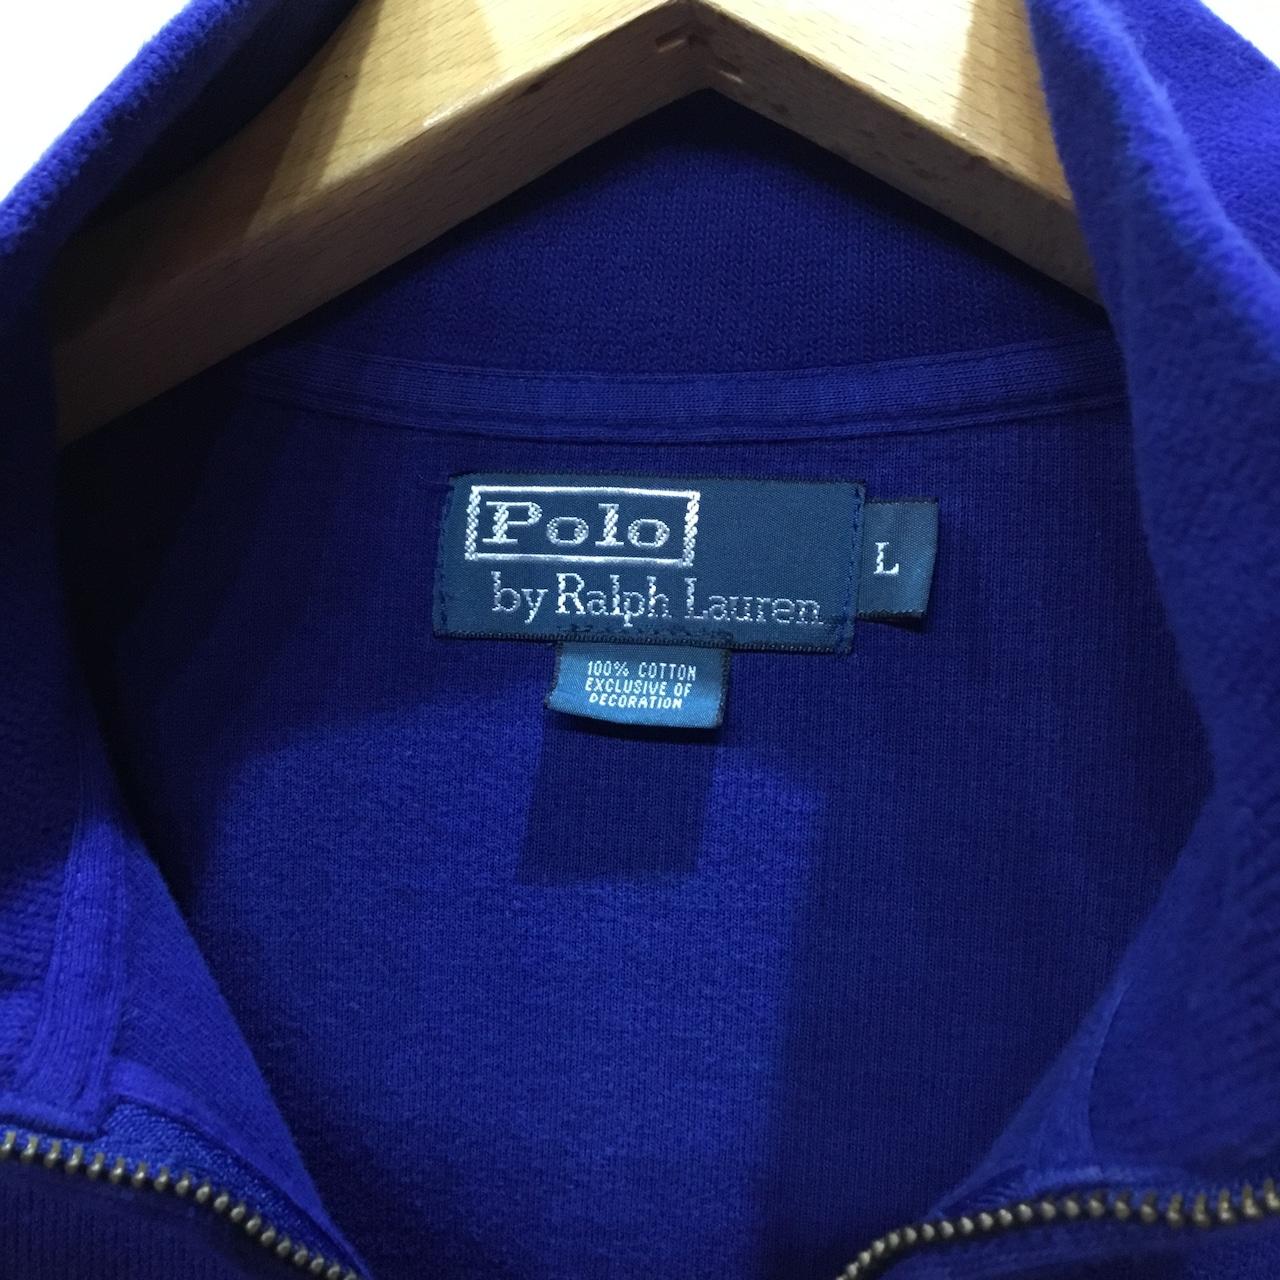 Polo
by Ralph Lauren
L
100% COTTON
EXCLUSIVE OF
DECORATION